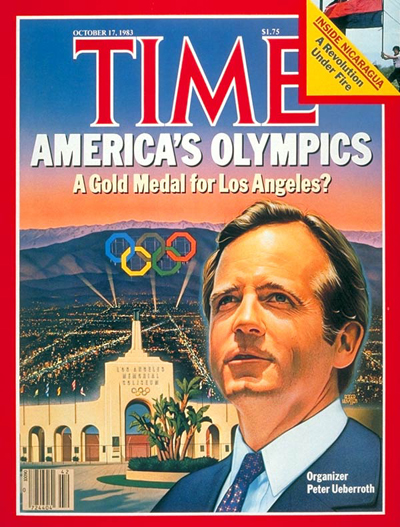 OCTOBER 17, 1983
$1.75
INSIDE NICARAGUA
A Revolution
Under Fire
TIME
AMERICA'S OLYMPICS
A Gold Medal for Los Angeles?
LOS ANGELES
MEMORIAL
COLISEUM
Organizer
Peter Ueberroth